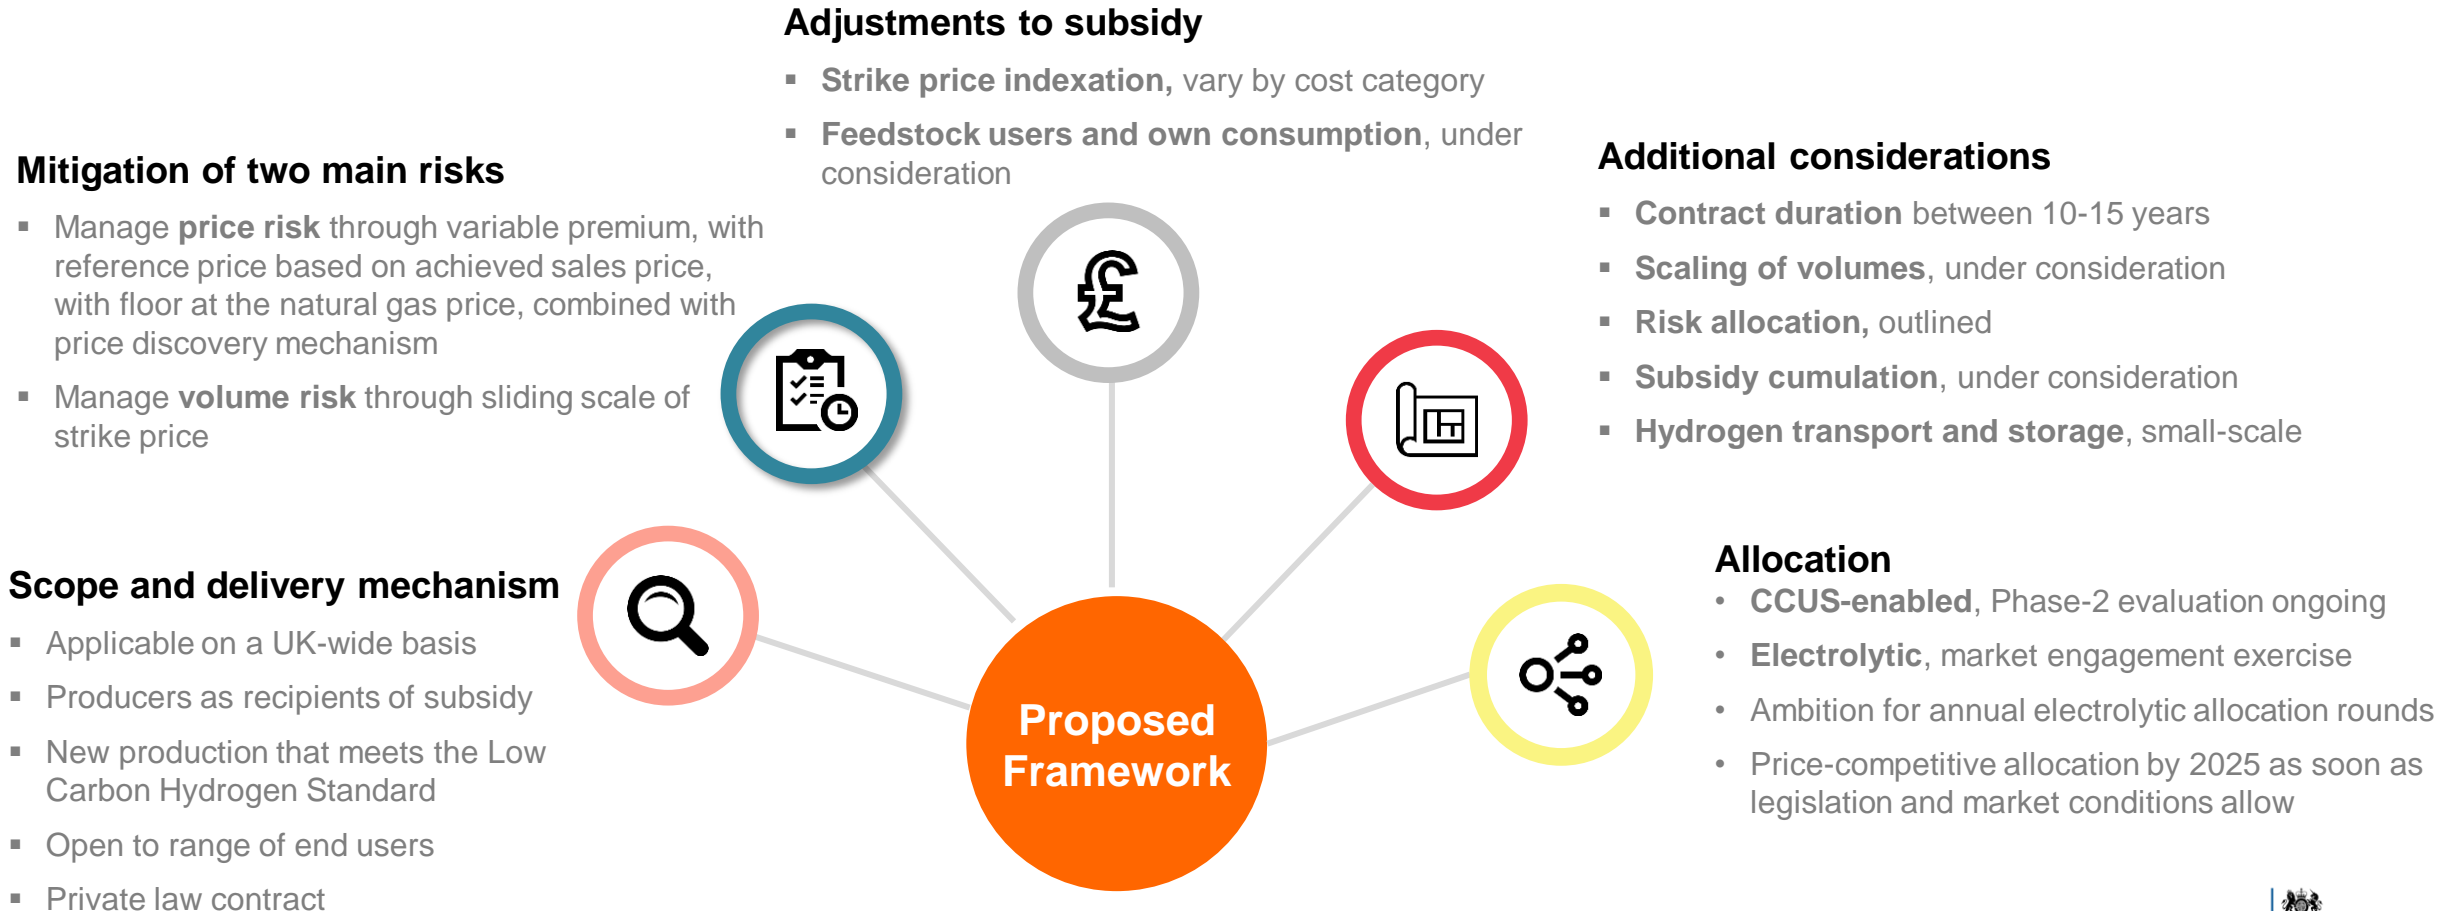 Adjustments to subsidy
▪ Strike price indexation, vary by cost category
▪ Feedstock users and own consumption, under
consideration
Mitigation of two main risks
▪ Manage price risk through variable premium, with
reference price based on achieved sales price,
with floor at the natural gas price, combined with
price discovery mechanism
▪ Manage volume risk through sliding scale of
strike price
Additional considerations
▪ Contract duration between 10-15 years
▪ Scaling of volumes, under consideration
▪ Risk allocation, outlined
▪ Subsidy cumulation, under consideration
▪ Hydrogen transport and storage, small-scale
Scope and delivery mechanism
▪ Applicable on a UK-wide basis
▪ Producers as recipients of subsidy
▪ New production that meets the Low
Carbon Hydrogen Standard
▪ Open to range of end users
▪ Private law contract
Allocation
• CCUS-enabled, Phase-2 evaluation ongoing
• Electrolytic, market engagement exercise
• Ambition for annual electrolytic allocation rounds
• Price-competitive allocation by 2025 as soon as
legislation and market conditions allow
Proposed
Framework
£